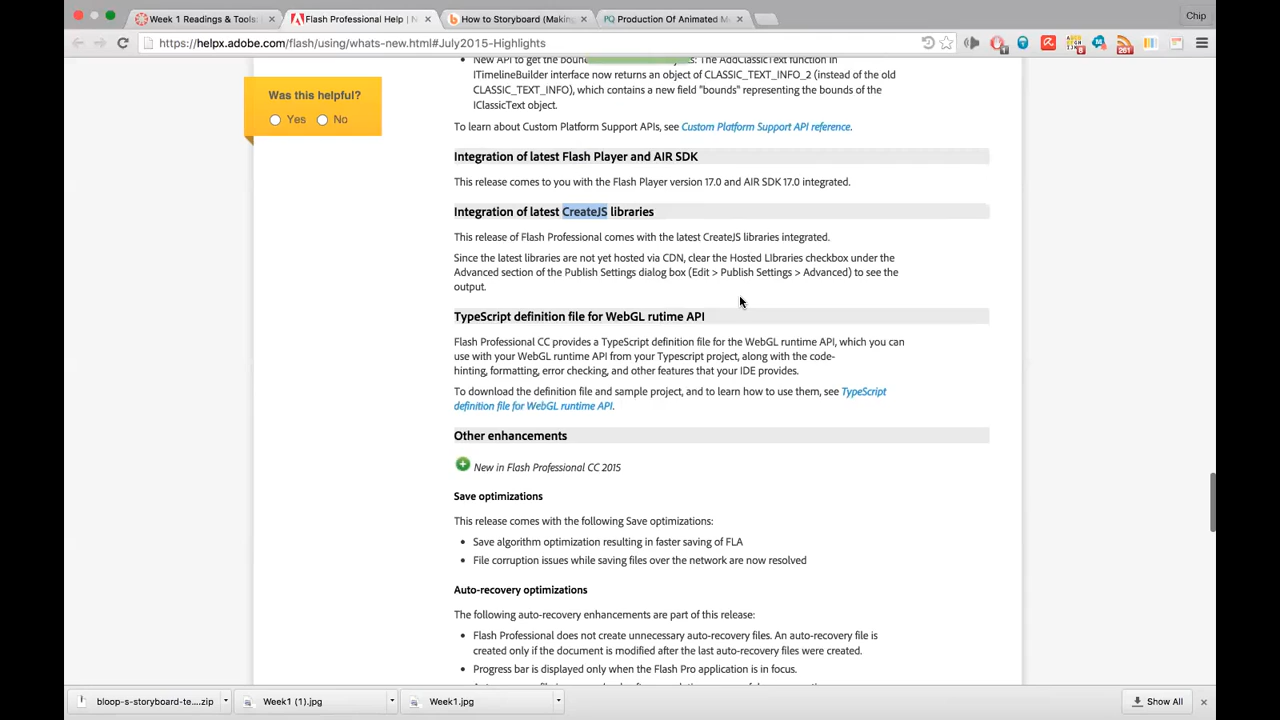 Week 1 Readings & Tools:
Flash Professional Help | N
How to Storyboard (Making
Production Of Animated M
Chip
https://helpx.adobe.com/flash/using/whats-new.html#July2015-Highlights
8
261
Was this helpful?
Yes No
New API to get the s: The AddClassicText function in
ITimelineBuilder interface now returns an object of CLASSIC_TEXT_INFO_2 (instead of the old
CLASSIC_TEXT_INFO), which contains a new field "bounds" representing the bounds of the
IClassicText object.
To learn about Custom Platform Support APIs, see Custom Platform Support API reference.
Integration of latest Flash Player and AIR SDK
This release comes to you with the Flash Player version 17.0 and AIR SDK 17.0 integrated.
Integration of latest CreateJS libraries
This release of Flash Professional comes with the latest CreateJS libraries integrated.
Since the latest libraries are not yet hosted via CDN, clear the Hosted LIbraries checkbox under the
Advanced section of the Publish Settings dialog box (Edit > Publish Settings > Advanced) to see the
output.
TypeScript definition file for WebGL rutime API
Flash Professional CC provides a TypeScript definition file for the WebGL runtime API, which you can
use with your WebGL runtime API from your Typescript project, along with the code-
hinting, formatting, error checking, and other features that your IDE provides.
To download the definition file and sample project, and to learn how to use them, see TypeScript
definition file for WebGL runtime API.
Other enhancements
New in Flash Professional CC 2015
Save optimizations
This release comes with the following Save optimizations:
Save algorithm optimization resulting in faster saving of FLA
File corruption issues while saving files over the network are now resolved
Auto-recovery optimizations
The following auto-recovery enhancements are part of this release:
Flash Professional does not create unnecessary auto-recovery files. An auto-recovery file is
created only if the document is modified after the last auto-recovery files were created.
Progress bar is displayed only when the Flash Pro application is in focus.
bloop-s-storyboard-te....zip
Week1 (1).jpg
Week1.jpg
Show All